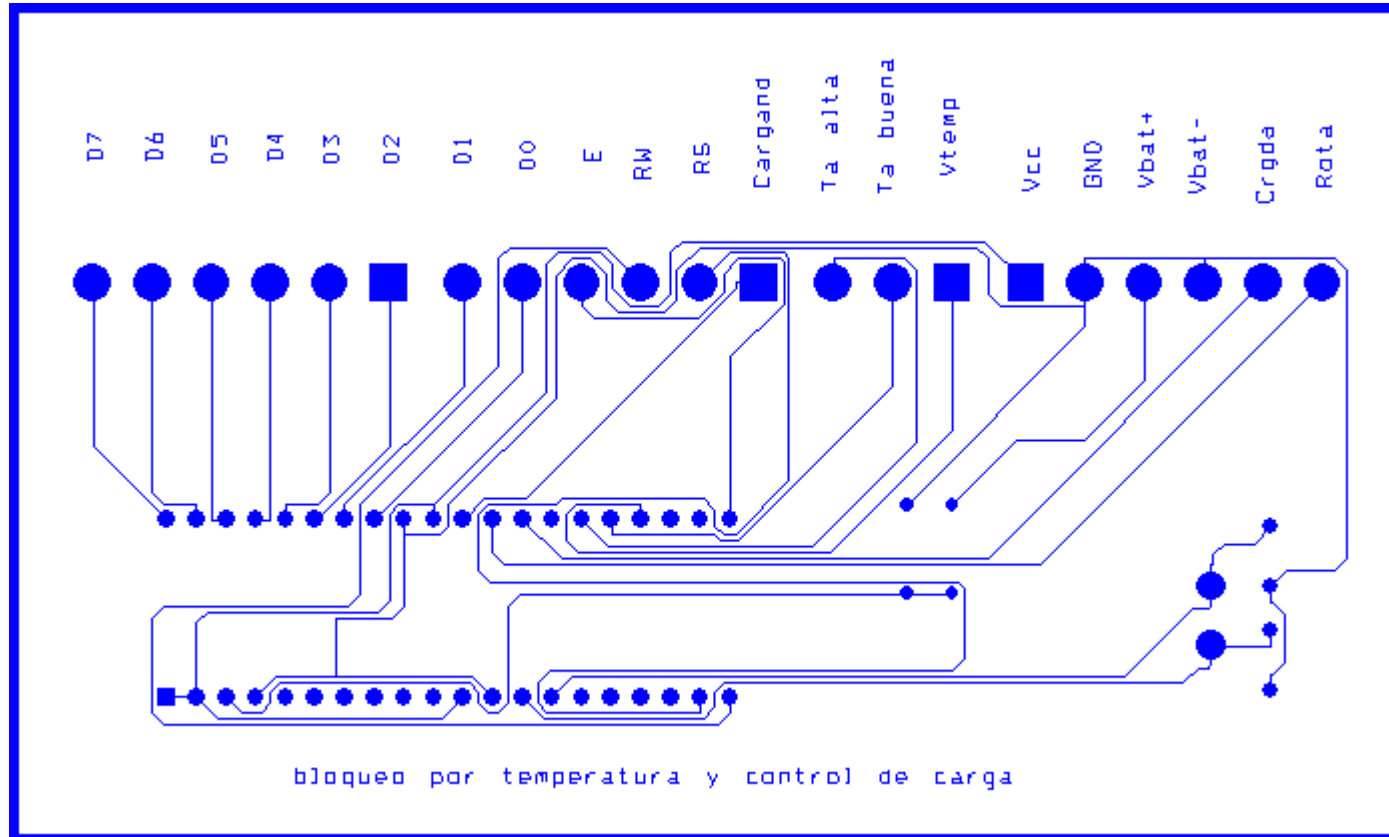 D7
D6
D5
D4
D3
D2
D1
D0
E
RW
RS
Cargand
Ta alta
Ta buena
Vtemp
Vcc
GND
Vbat+
Vbat-
Crgda
Rota
bloqueo por temperatura y control de carga